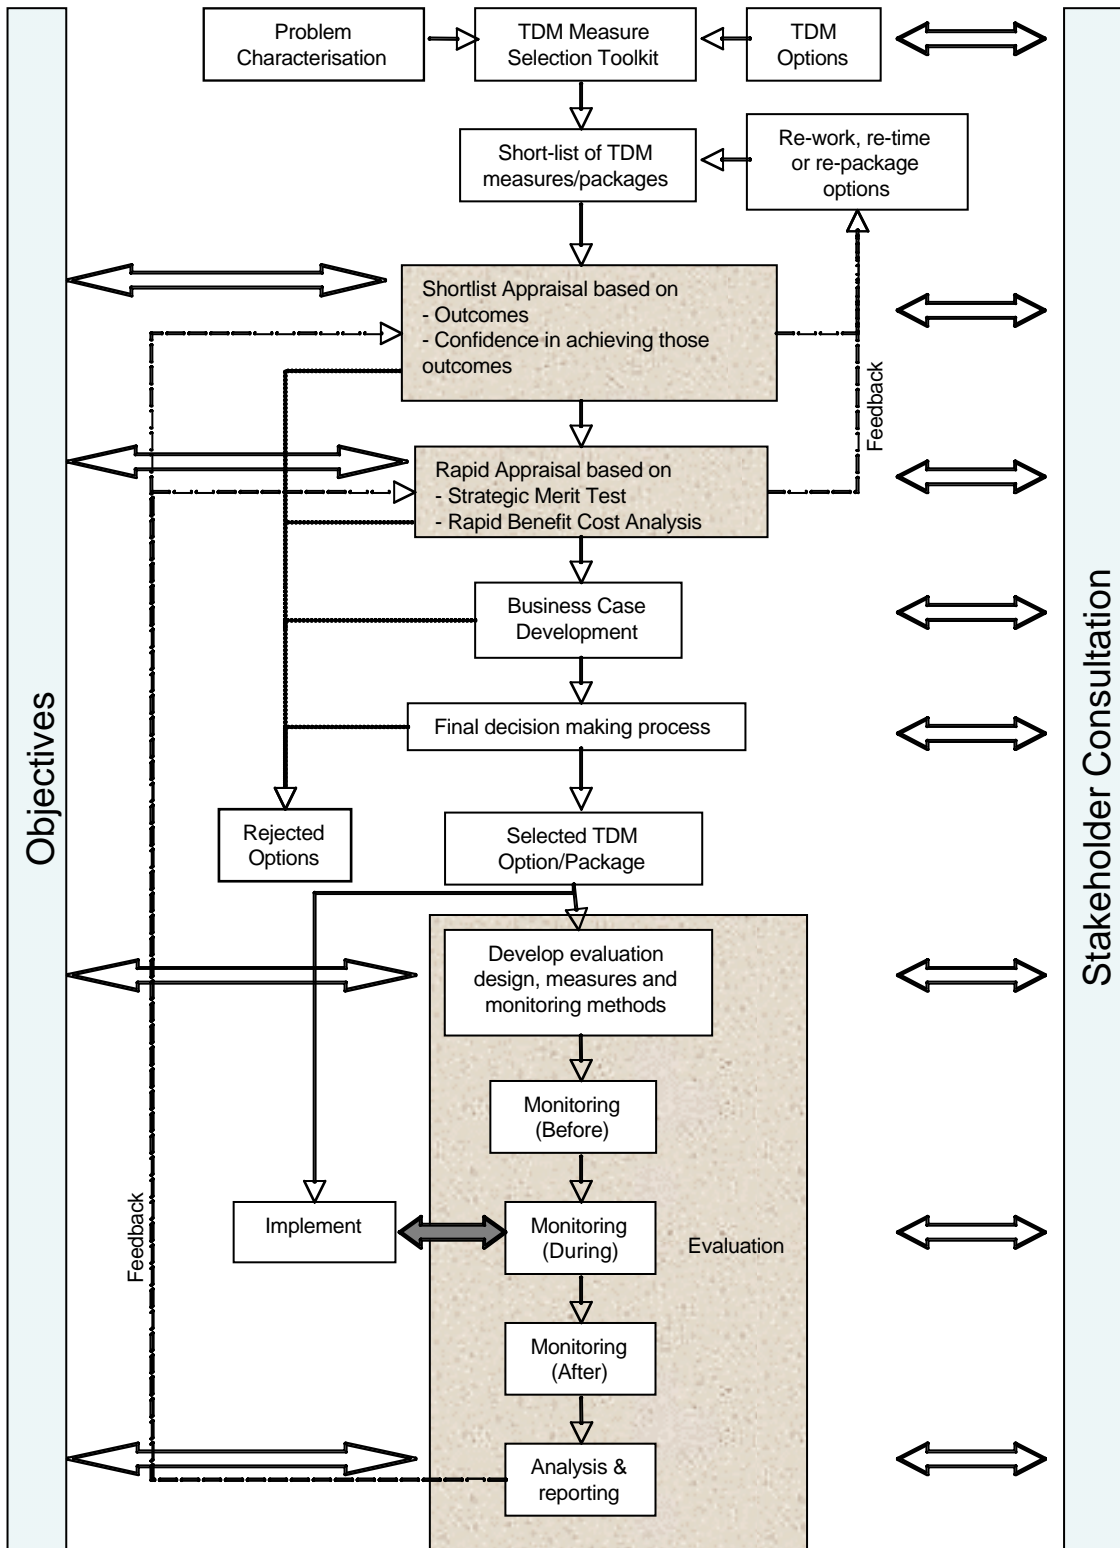 Problem
Characterisation
TDM Measure
Selection Toolkit
TDM
Options
Short-list of TDM
measures/packages
Re-work, re-time
or re-package
options
Shortlist Appraisal based on
- Outcomes
- Confidence in achieving those
outcomes
Feedback
Rapid Appraisal based on
- Strategic Merit Test
- Rapid Benefit Cost Analysis
Business Case
Development
Final decision making process
Objectives
Stakeholder Consultation
Rejected
Options
Selected TDM
Option/Package
Develop evaluation
design, measures and
monitoring methods
Monitoring
(Before)
Feedback
Implement
Monitoring
(During)
Evaluation
Monitoring
(After)
Analysis &
reporting